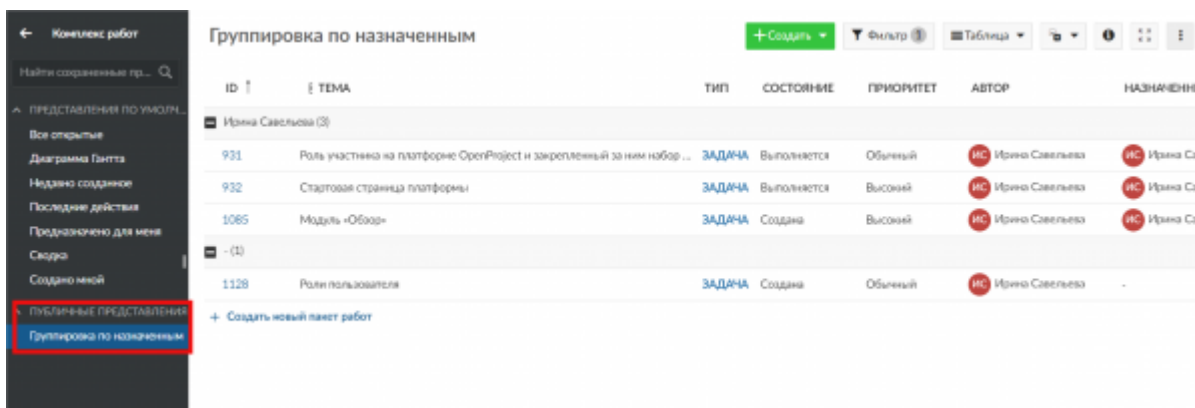 Комплекс работ
Группировка по назначенным
Создать
Фильтр 1
Таблица
Найти сохраненные пр...
ID ТЕМА ТИП СОСТОЯНИЕ ПРИОРИТЕТ АВТОР НАЗНАЧЕНН
ПРЕДСТАВЛЕНИЯ ПО УМОЛЧ...
Все открытые
Диаграмма Гантта
Недавно созданное
Последние действия
Предназначено для меня
Сводка
Создано мной
ПУБЛИЧНЫЕ ПРЕДСТАВЛЕНИЯ
Группировка по назначенным
Ирина Савельева (3)
931 Роль участника на платформе OpenProject и закрепленный за ним набор ... ЗАДАЧА Выполняется Обычный ИС Ирина Савельева ИС Ирина Са
932 Стартовая страница платформы ЗАДАЧА Выполняется Высокий ИС Ирина Савельева ИС Ирина Са
1085 Модуль «Обзор» ЗАДАЧА Создана Высокий ИС Ирина Савельева ИС Ирина Са
- (1)
1128 Роли пользователя ЗАДАЧА Создана Обычный ИС Ирина Савельева -
+ Создать новый пакет работ